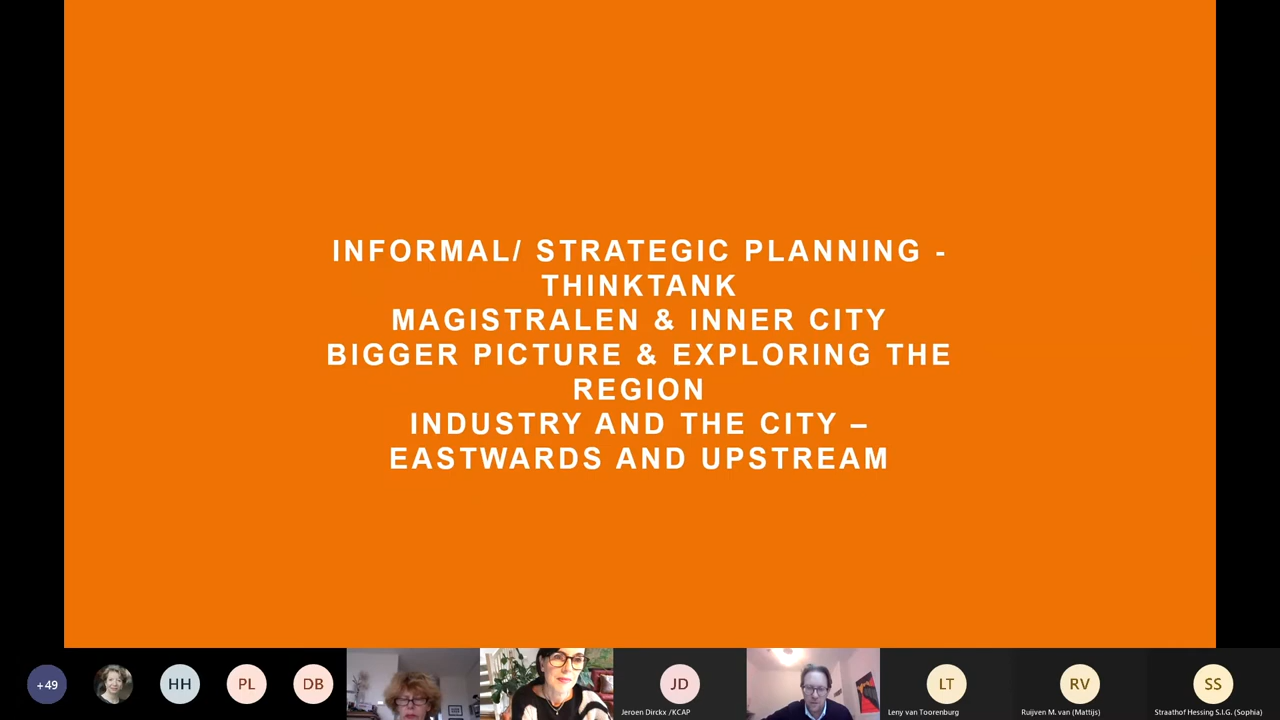 INFORMAL/ STRATEGIC PLANNING -
THINKTANK
MAGISTRALEN & INNER CITY
BIGGER PICTURE & EXPLORING THE
REGION
INDUSTRY AND THE CITY –
EASTWARDS AND UPSTREAM
+49
HH
PL
DB
JD
LT
RV
SS
Jeroen Dirckx /KCAP
Leny van Toorenburg
Ruijven M. van (Mattijs)
Straathof Hessing S.I.G. (Sophia)